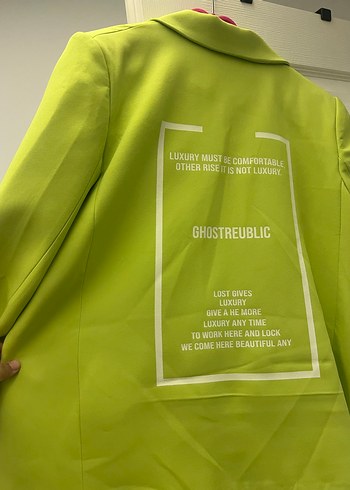 LUXURY MUST BE COMFORTABLE
OTHER RISE IT IS NOT LUXURY.
GHOSTREUBLIC
LOST GIVES
LUXURY
GIVE A HE MORE
LUXURY ANY TIME
TO WORK HERE AND LOCK
WE COME HERE BEAUTIFUL ANY